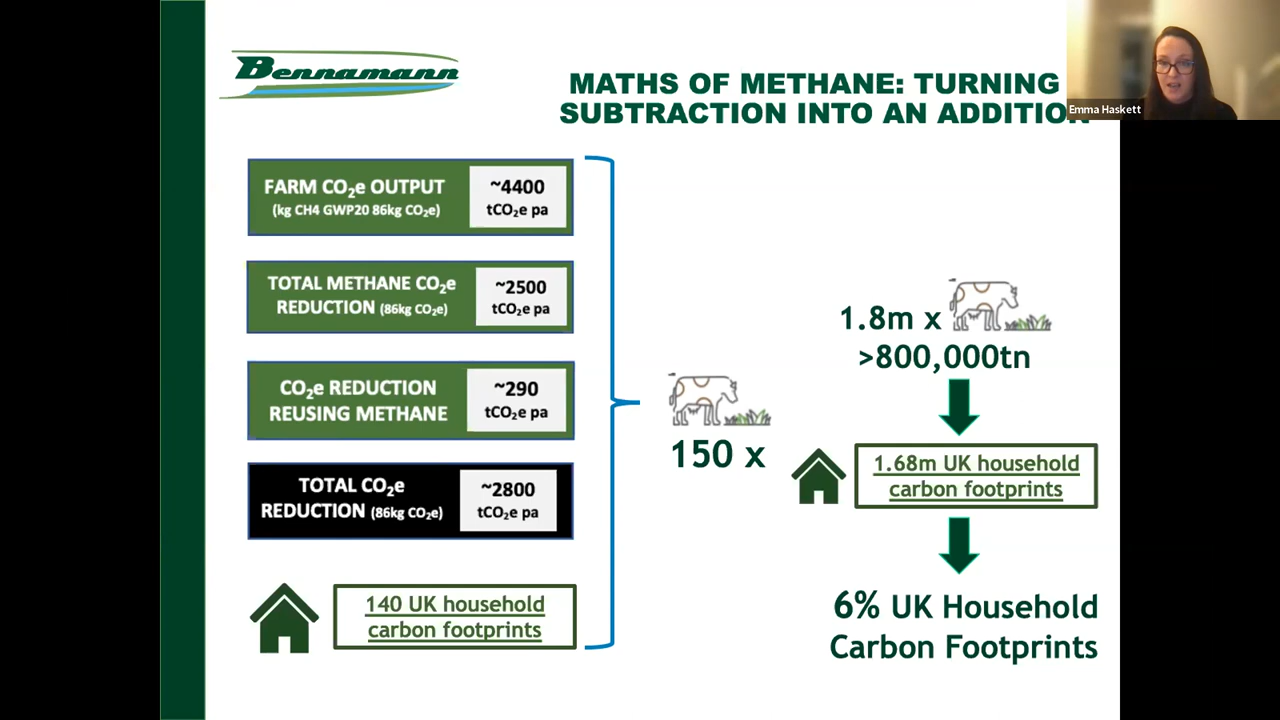 Bennamann
MATHS OF METHANE: TURNING
SUBTRACTION INTO AN ADDITION
Emma Haskett
FARM CO₂e OUTPUT
(kg CH4 GWP20 86kg CO₂e)
~4400
tCO₂e pa
TOTAL METHANE CO₂e
REDUCTION (86kg CO₂e)
~2500
tCO₂e pa
CO₂e REDUCTION
REUSING METHANE
~290
tCO₂e pa
TOTAL CO₂e
REDUCTION (86kg CO₂e)
~2800
tCO₂e pa
140 UK household
carbon footprints
150 x
1.8m x
>800,000tn
1.68m UK household
carbon footprints
6% UK Household
Carbon Footprints